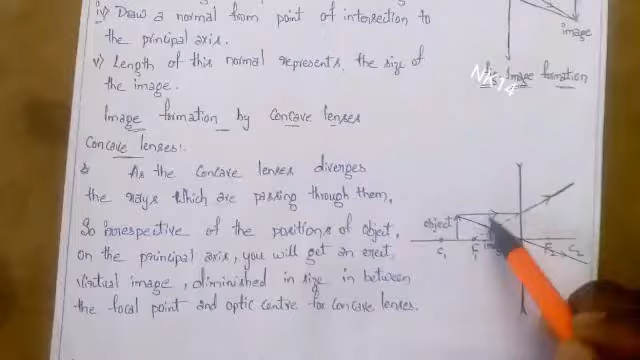 iv) Draw a normal from point of intersection to
the principal axis.
v) Length of this normal represents the size of
the image.
image
fig: Image formation
NK14
Image formation by Concave lenses
Concave lenses:
As the Concave lenses diverges
the rays which are passing through them,
So irrespective of the positions of object,
on the principal axis, you will get an erect,
Virtual image, diminished in size in between
the focal point and optic centre for Concave lenses.
object
C₁ F₁ F₂ C₂